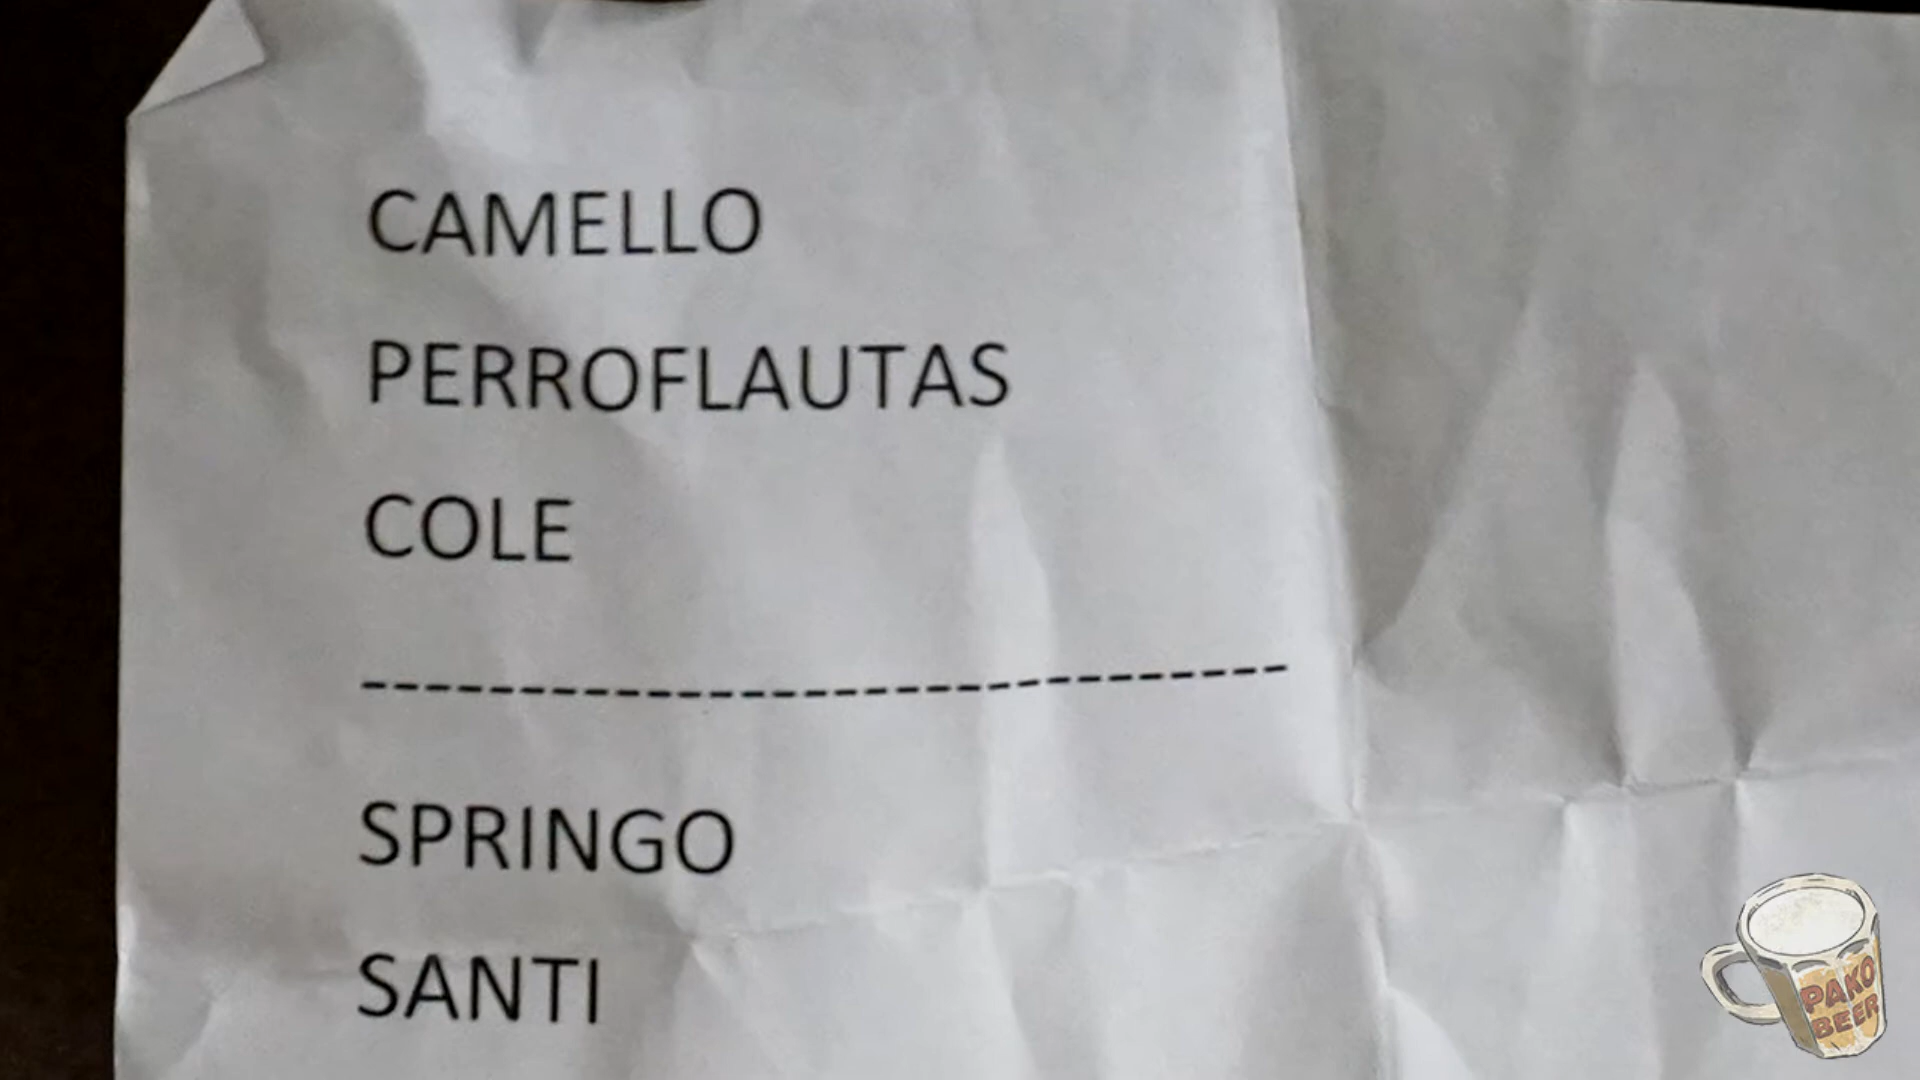 CAMELLO
PERROFLAUTAS
COLE
------------------------------
SPRINGO
SANTI
PAKO
BEER